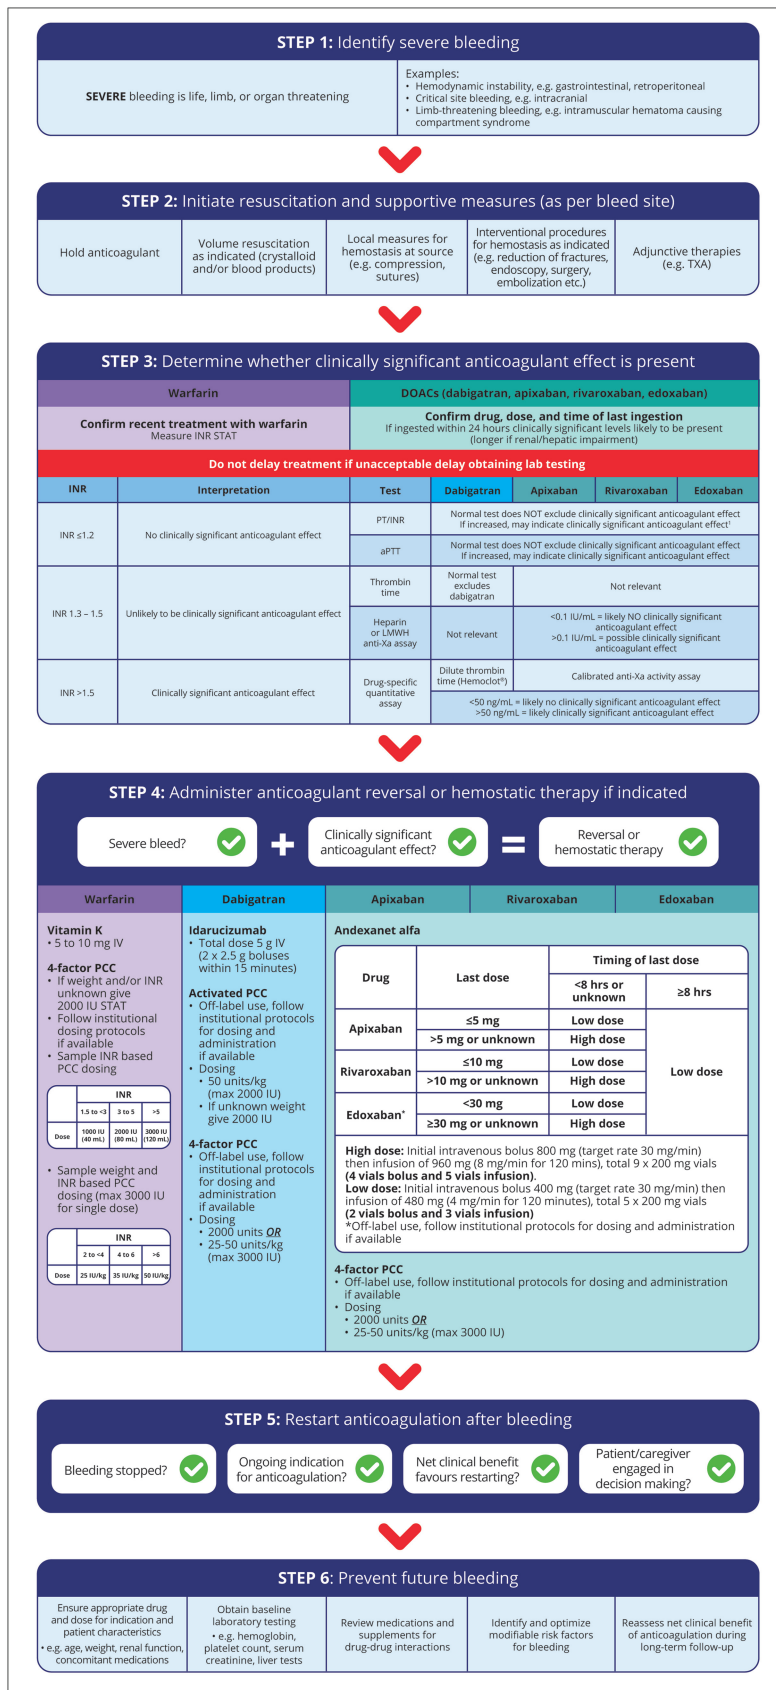 STEP 1: Identify severe bleeding
SEVERE bleeding is life, limb, or organ threatening
Examples:
• Hemodynamic instability, e.g. gastrointestinal, retroperitoneal
• Critical site bleeding, e.g. intracranial
• Limb-threatening bleeding, e.g. intramuscular hematoma causing
compartment syndrome
STEP 2: Initiate resuscitation and supportive measures (as per bleed site)
Hold anticoagulant
Volume resuscitation
as indicated (crystalloid
and/or blood products)
Local measures for
hemostasis at source
(e.g. compression,
sutures)
Interventional procedures
for hemostasis as indicated
(e.g. reduction of fractures,
endoscopy, surgery,
embolization etc.)
Adjunctive therapies
(e.g. TXA)
STEP 3: Determine whether clinically significant anticoagulant effect is present
Warfarin
DOACs (dabigatran, apixaban, rivaroxaban, edoxaban)
Confirm recent treatment with warfarin
Measure INR STAT
Confirm drug, dose, and time of last ingestion
If ingested within 24 hours clinically significant levels likely to be present
(longer if renal/hepatic impairment)
Do not delay treatment if unacceptable delay obtaining lab testing
INR
Interpretation
Test
Dabigatran
Apixaban
Rivaroxaban
Edoxaban
INR ≤1.2
No clinically significant anticoagulant effect
PT/INR
Normal test does NOT exclude clinically significant anticoagulant effect
If increased, may indicate clinically significant anticoagulant effect¹
aPTT
Normal test does NOT exclude clinically significant anticoagulant effect
If increased, may indicate clinically significant anticoagulant effect
INR 1.3 – 1.5
Unlikely to be clinically significant anticoagulant effect
Thrombin
time
Normal test
excludes
dabigatran
Not relevant
Heparin
or LMWH
anti-Xa assay
Not relevant
<0.1 IU/mL = likely NO clinically significant
anticoagulant effect
>0.1 IU/mL = possible clinically significant
anticoagulant effect
INR >1.5
Clinically significant anticoagulant effect
Drug-specific
quantitative
assay
Dilute thrombin
time (Hemoclot®)
Calibrated anti-Xa activity assay
<50 ng/mL = likely no clinically significant anticoagulant effect
>50 ng/mL = likely clinically significant anticoagulant effect
STEP 4: Administer anticoagulant reversal or hemostatic therapy if indicated
Severe bleed?
+
Clinically significant
anticoagulant effect?
=
Reversal or
hemostatic therapy
Warfarin
Dabigatran
Apixaban
Rivaroxaban
Edoxaban
Vitamin K
• 5 to 10 mg IV
4-factor PCC
• If weight and/or INR
unknown give
2000 IU STAT
• Follow institutional
dosing protocols
if available
• Sample INR based
PCC dosing
INR
1.5 to <3
3 to 5
>5
Dose
1000 IU
(40 mL)
2000 IU
(80 mL)
3000 IU
(120 mL)
• Sample weight and
INR based PCC
dosing (max 3000 IU
for single dose)
INR
2 to <4
4 to 6
>6
Dose
25 IU/kg
35 IU/kg
50 IU/kg
Idarucizumab
• Total dose 5 g IV
(2 x 2.5 g boluses
within 15 minutes)
Activated PCC
• Off-label use, follow
institutional protocols
for dosing and
administration
if available
• Dosing
• 50 units/kg
(max 2000 IU)
• If unknown weight
give 2000 IU
4-factor PCC
• Off-label use, follow
institutional protocols
for dosing and
administration
if available
• Dosing
• 2000 units OR
• 25-50 units/kg
(max 3000 IU)
Andexanet alfa
Drug
Last dose
Timing of last dose
<8 hrs or
unknown
≥8 hrs
Apixaban
≤5 mg
Low dose
>5 mg or unknown
High dose
Rivaroxaban
≤10 mg
Low dose
>10 mg or unknown
High dose
Low dose
Edoxaban*
<30 mg
Low dose
≥30 mg or unknown
High dose
High dose: Initial intravenous bolus 800 mg (target rate 30 mg/min)
then infusion of 960 mg (8 mg/min for 120 mins), total 9 x 200 mg vials
(4 vials bolus and 5 vials infusion).
Low dose: Initial intravenous bolus 400 mg (target rate 30 mg/min) then
infusion of 480 mg (4 mg/min for 120 minutes), total 5 x 200 mg vials
(2 vials bolus and 3 vials infusion)
*Off-label use, follow institutional protocols for dosing and administration
if available
4-factor PCC
• Off-label use, follow institutional protocols for dosing and administration
if available
• Dosing
• 2000 units OR
• 25-50 units/kg (max 3000 IU)
STEP 5: Restart anticoagulation after bleeding
Bleeding stopped?
Ongoing indication
for anticoagulation?
Net clinical benefit
favours restarting?
Patient/caregiver
engaged in
decision making?
STEP 6: Prevent future bleeding
Ensure appropriate drug
and dose for indication and
patient characteristics
• e.g. age, weight, renal function,
concomitant medications
Obtain baseline
laboratory testing
• e.g. hemoglobin,
platelet count, serum
creatinine, liver tests
Review medications and
supplements for
drug-drug interactions
Identify and optimize
modifiable risk factors
for bleeding
Reassess net clinical benefit
of anticoagulation during
long-term follow-up